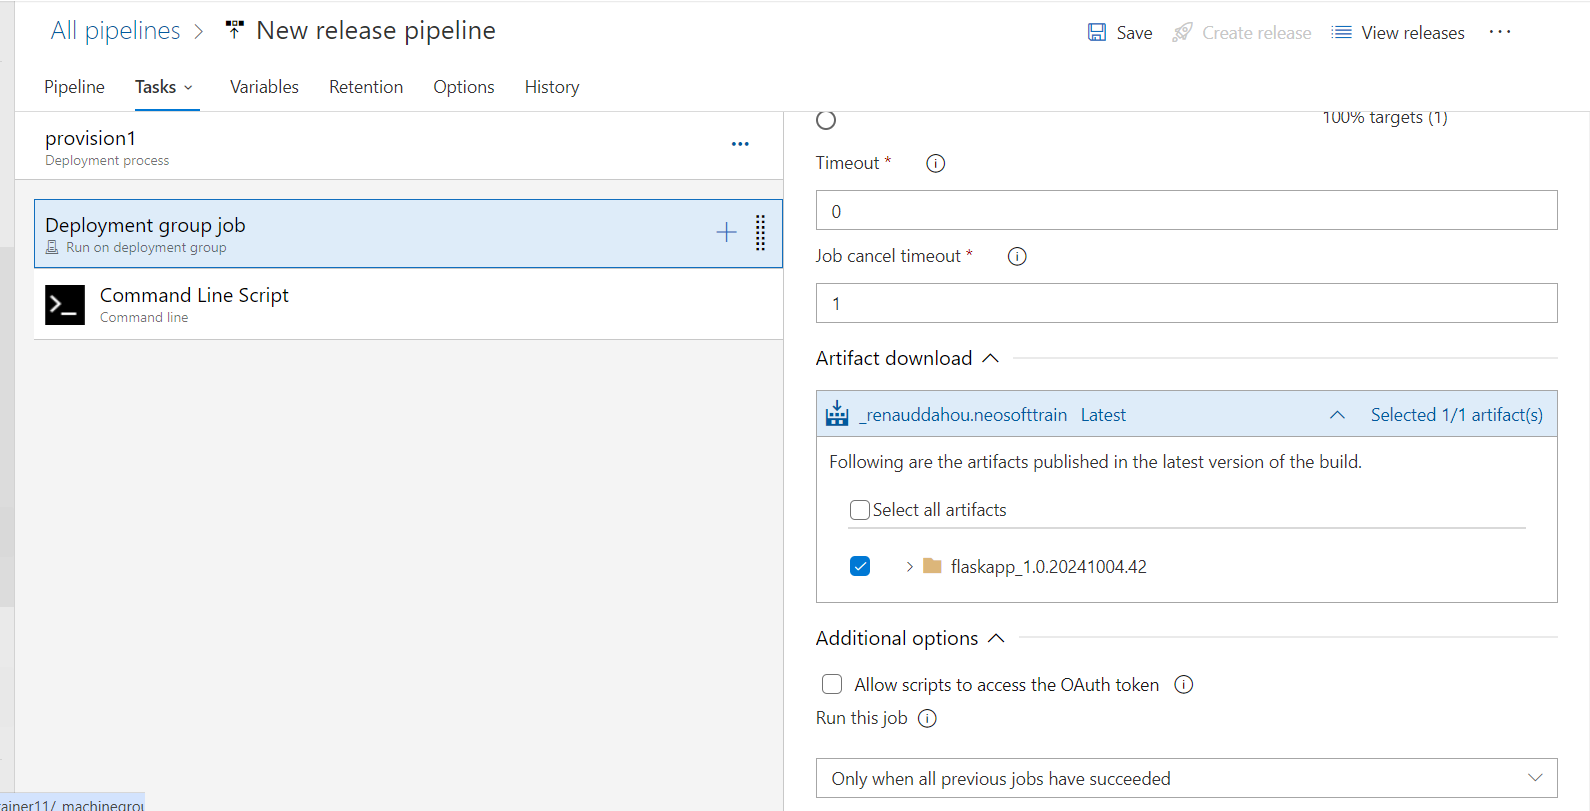 All pipelines > New release pipeline
Save Create release View releases ...
Pipeline Tasks Variables Retention Options History
provision1
Deployment process
Deployment group job
Run on deployment group
Command Line Script
Command line
100% targets (1)
Timeout *
0
Job cancel timeout *
1
Artifact download
_renauddahou.neosofttrain Latest Selected 1/1 artifact(s)
Following are the artifacts published in the latest version of the build.
Select all artifacts
flaskapp_1.0.20241004.42
Additional options
Allow scripts to access the OAuth token
Run this job
Only when all previous jobs have succeeded